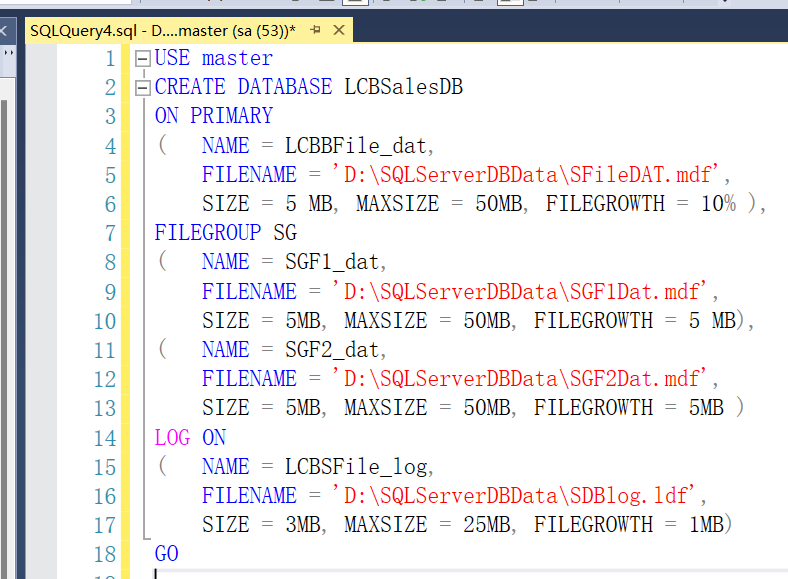 SQLQuery4.sql - D....master (sa (53))*
1 USE master
2 CREATE DATABASE LCBSalesDB
3 ON PRIMARY
4 (   NAME = LCBBFile_dat,
5 FILENAME = 'D:\SQLServerDBData\SFileDAT.mdf',
6 SIZE = 5 MB, MAXSIZE = 50MB, FILEGROWTH = 10% ),
7 FILEGROUP SG
8 (   NAME = SGF1_dat,
9 FILENAME = 'D:\SQLServerDBData\SGF1Dat.mdf',
10 SIZE = 5MB, MAXSIZE = 50MB, FILEGROWTH = 5 MB),
11 (   NAME = SGF2_dat,
12 FILENAME = 'D:\SQLServerDBData\SGF2Dat.mdf',
13 SIZE = 5MB, MAXSIZE = 50MB, FILEGROWTH = 5MB )
14 LOG ON
15 (   NAME = LCBSFile_log,
16 FILENAME = 'D:\SQLServerDBData\SDBlog.ldf',
17 SIZE = 3MB, MAXSIZE = 25MB, FILEGROWTH = 1MB)
18 GO